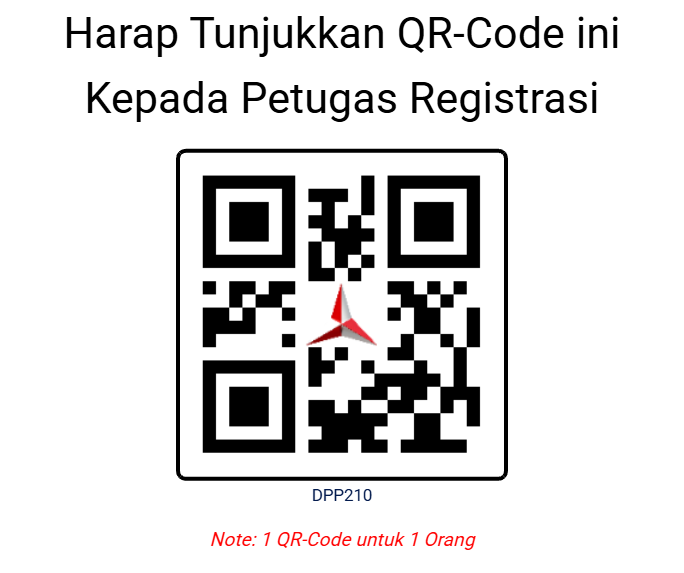 Harap Tunjukkan QR-Code ini
Kepada Petugas Registrasi
DPP210
Note: 1 QR-Code untuk 1 Orang